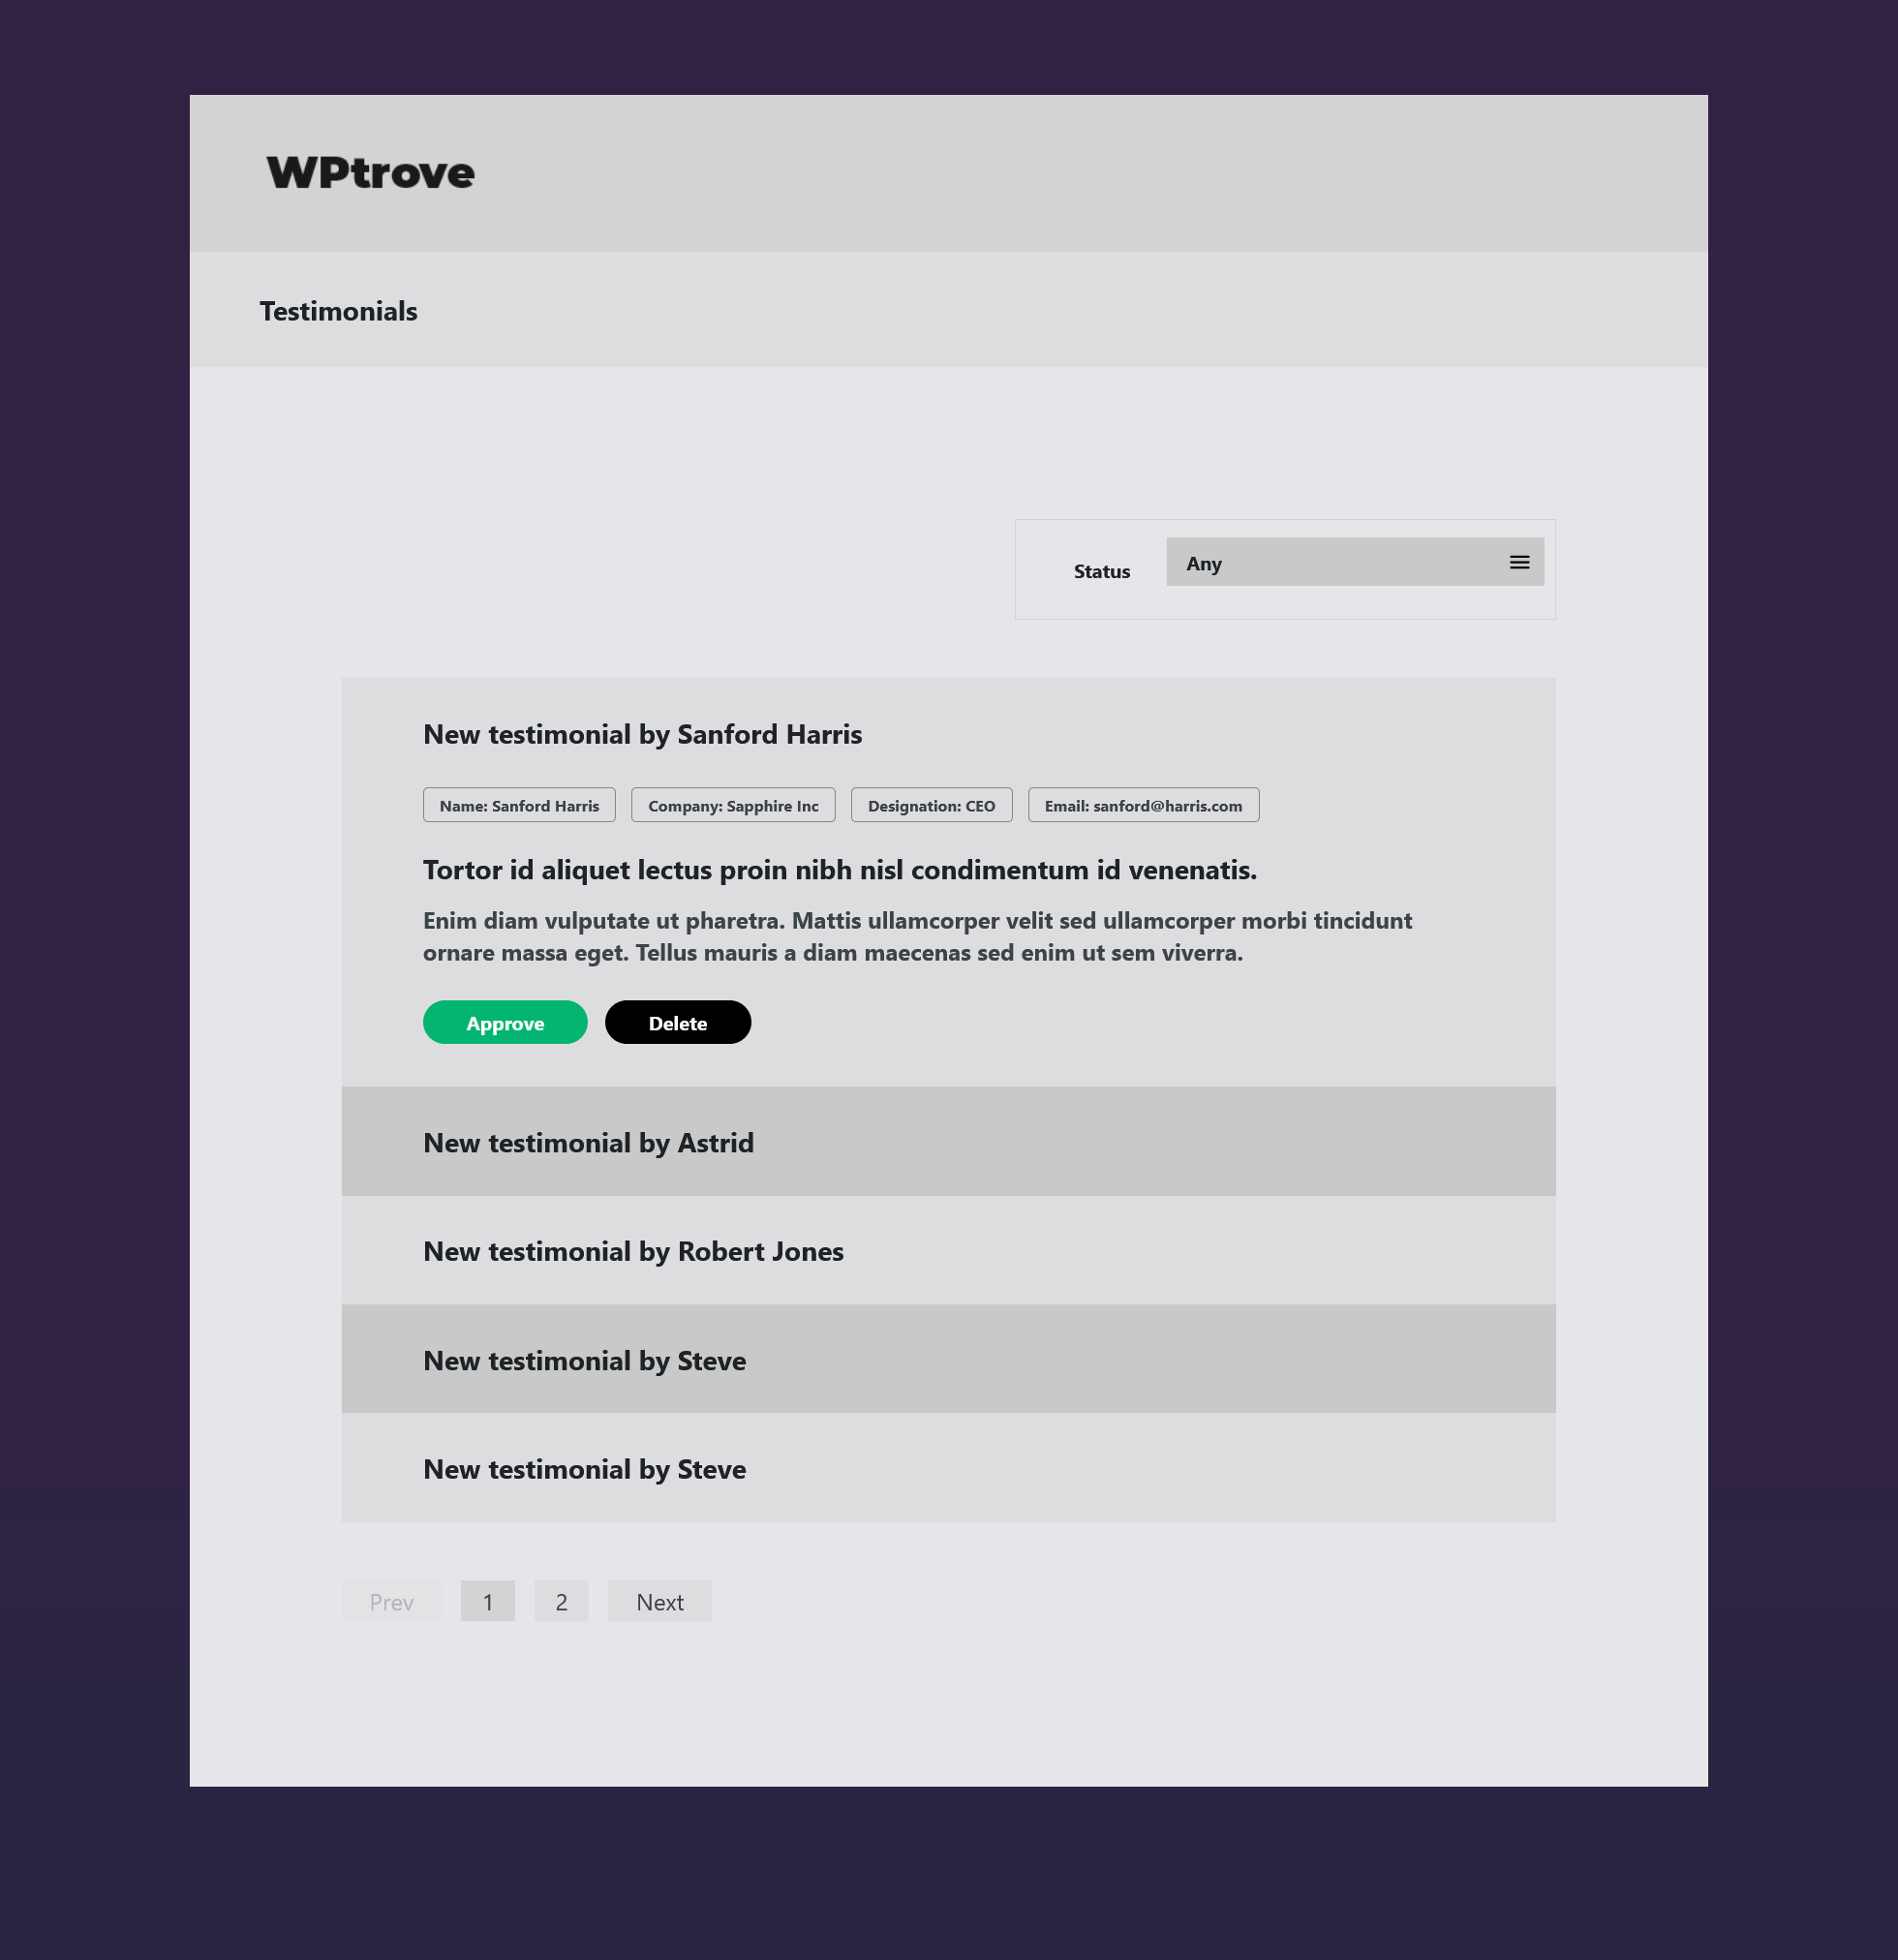 WPtrove
Testimonials
Status
Any
New testimonial by Sanford Harris
Name: Sanford Harris
Company: Sapphire Inc
Designation: CEO
Email: sanford@harris.com
Tortor id aliquet lectus proin nibh nisl condimentum id venenatis.
Enim diam vulputate ut pharetra. Mattis ullamcorper velit sed ullamcorper morbi tincidunt
ornare massa eget. Tellus mauris a diam maecenas sed enim ut sem viverra.
Approve
Delete
New testimonial by Astrid
New testimonial by Robert Jones
New testimonial by Steve
New testimonial by Steve
Prev
1
2
Next